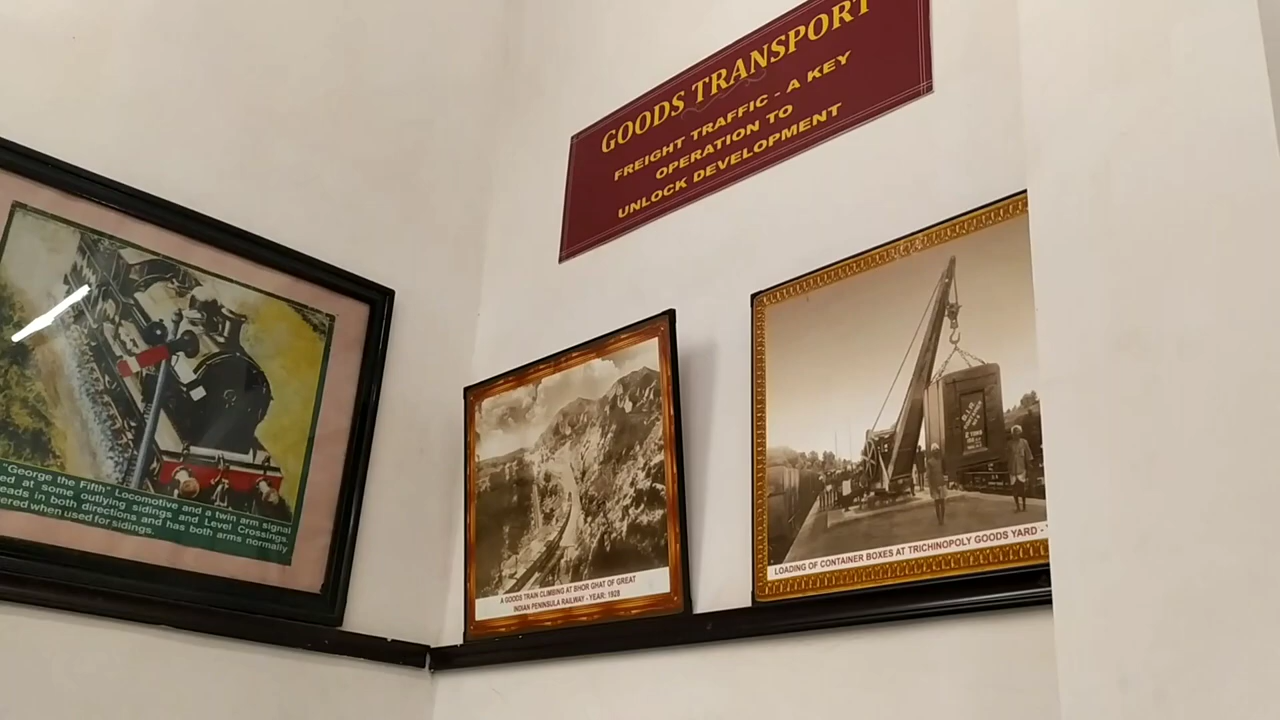 GOODS TRANSPORT
FREIGHT TRAFFIC - A KEY
OPERATION TO
UNLOCK DEVELOPMENT
"George the Fifth" Locomotive and a twin arm signal
ed at some outlying sidings and Level Crossings.
eads in both directions and has both arms normally
ered when used for sidings.
A GOODS TRAIN CLIMBING AT BHOR GHAT OF GREAT
INDIAN PENINSULA RAILWAY - YEAR: 1928
LOADING OF CONTAINER BOXES AT TRICHINOPOLY GOODS YARD -
S.I.R
CONTAINER
2 TONS